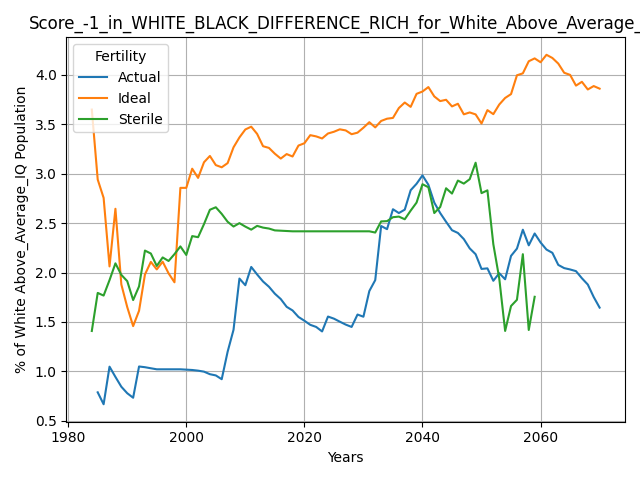 Score_-1_in_WHITE_BLACK_DIFFERENCE_RICH_for_White_Above_Average_
Fertility
Actual
Ideal
Sterile
% of White Above_Average_IQ Population
4.0
3.5
3.0
2.5
2.0
1.5
1.0
0.5
1980
2000
2020
2040
2060
Years